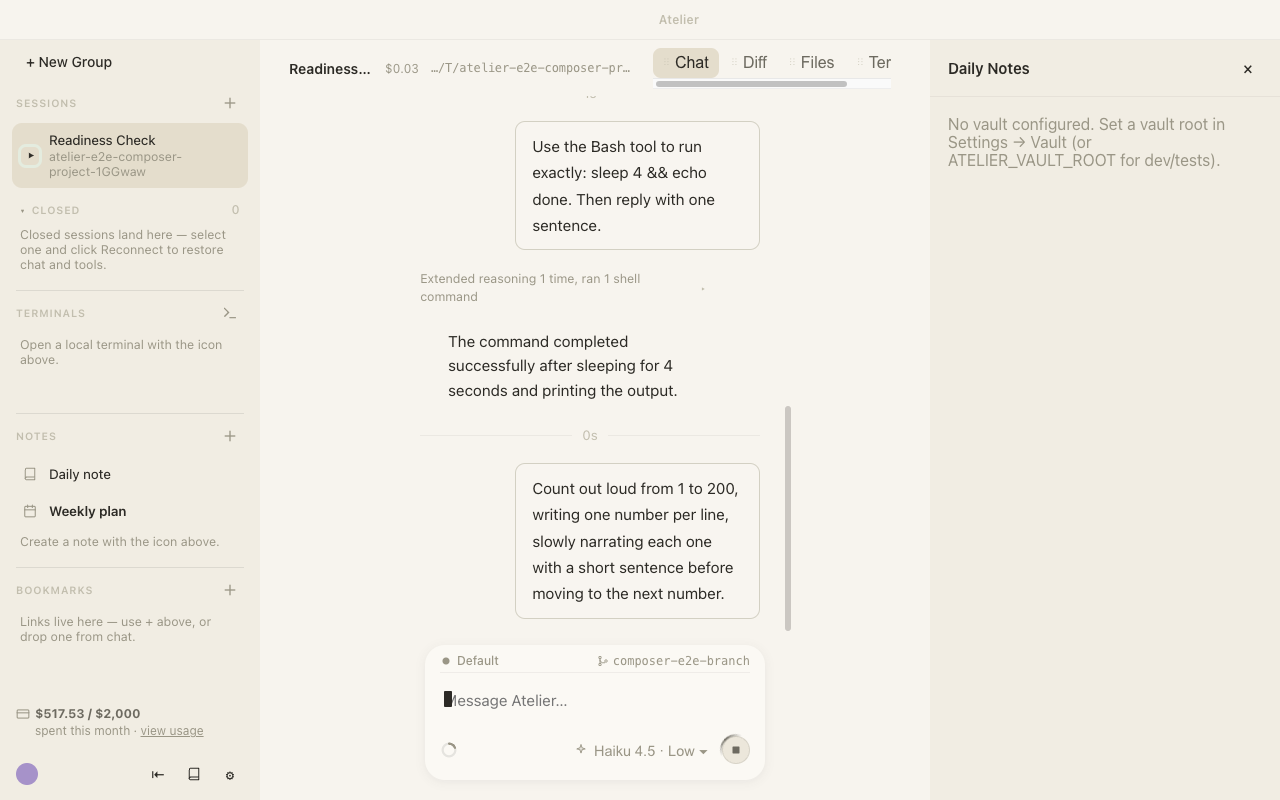 Atelier
+ New Group
SESSIONS
Readiness Check
atelier-e2e-composer-
project-1GGwaw
CLOSED
0
Closed sessions land here — select
one and click Reconnect to restore
chat and tools.
TERMINALS
Open a local terminal with the icon
above.
NOTES
Daily note
Weekly plan
Create a note with the icon above.
BOOKMARKS
Links live here — use + above, or
drop one from chat.
$517.53 / $2,000
spent this month · view usage
Readiness...
$0.03
…/T/atelier-e2e-composer-pr…
Chat
Diff
Files
Ter
Use the Bash tool to run
exactly: sleep 4 && echo
done. Then reply with one
sentence.
Extended reasoning 1 time, ran 1 shell
command
The command completed
successfully after sleeping for 4
seconds and printing the output.
0s
Count out loud from 1 to 200,
writing one number per line,
slowly narrating each one
with a short sentence before
moving to the next number.
Default
composer-e2e-branch
Message Atelier...
Haiku 4.5 · Low
Daily Notes
No vault configured. Set a vault root in
Settings → Vault (or
ATELIER_VAULT_ROOT for dev/tests).